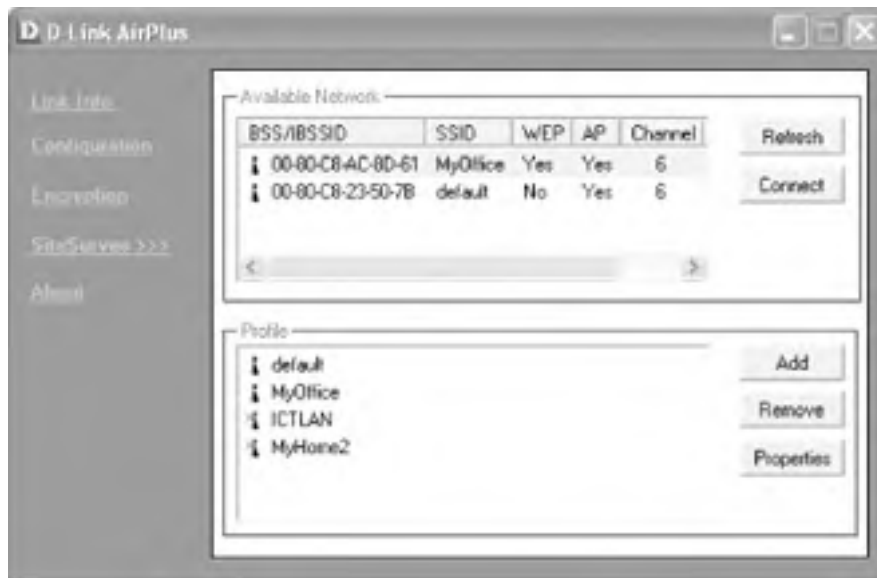 D D-Link AirPlus
Link Info
Configuration
Encryption
SiteSurvey >>>
About
Available Network
BSS/IBSSID SSID WEP AP Channel
00-80-C8-AC-8D-61 MyOffice Yes Yes 6
00-80-C8-23-50-7B default No Yes 6
Refresh
Connect
Profile
default
MyOffice
ICTLAN
MyHome2
Add
Remove
Properties